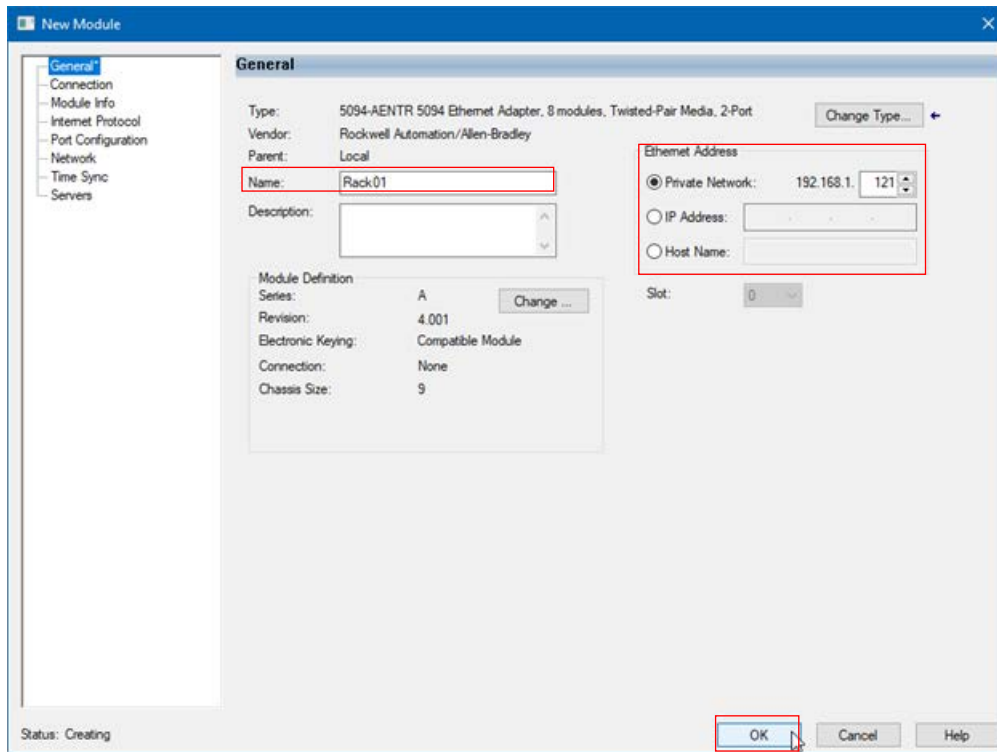 New Module
General*
Connection
Module Info
Internet Protocol
Port Configuration
Network
Time Sync
Servers
General
Type: 5094-AENTR 5094 Ethernet Adapter, 8 modules, Twisted-Pair Media, 2-Port
Change Type...
Vendor: Rockwell Automation/Allen-Bradley
Parent: Local
Name: Rack01
Description:
Ethernet Address
Private Network: 192.168.1. 121
IP Address: . . .
Host Name:
Slot: 0
Module Definition
Series: A
Change ...
Revision: 4.001
Electronic Keying: Compatible Module
Connection: None
Chassis Size: 9
Status: Creating
OK
Cancel
Help